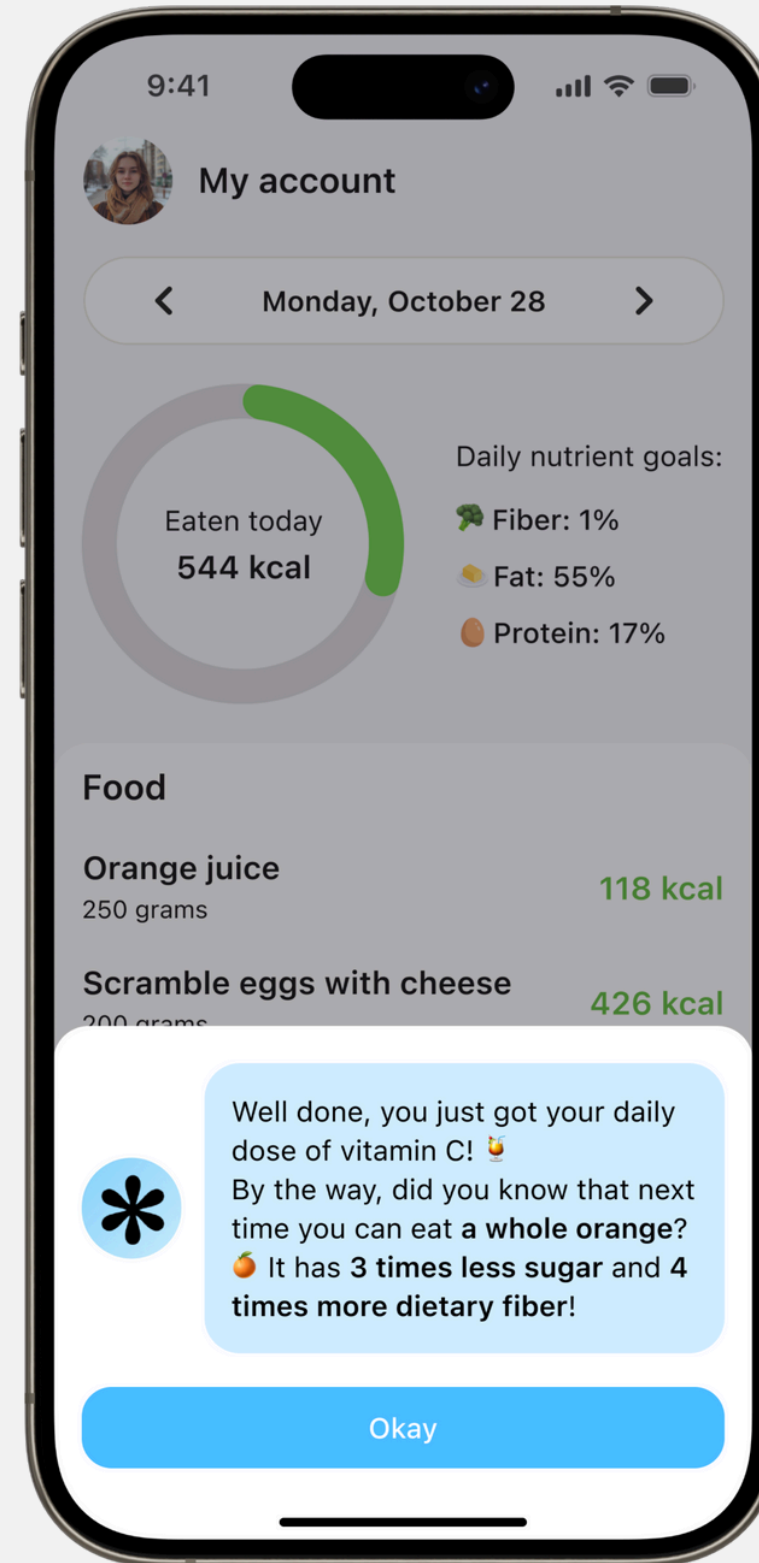 9:41
My account
Monday, October 28
Eaten today
544 kcal
Daily nutrient goals:
Fiber: 1%
Fat: 55%
Protein: 17%
Food
Orange juice
118 kcal
250 grams
Scramble eggs with cheese
426 kcal
200 grams
Well done, you just got your daily
dose of vitamin C! 🍹
By the way, did you know that next
time you can eat a whole orange?
🍊 It has 3 times less sugar and 4
times more dietary fiber!
Okay